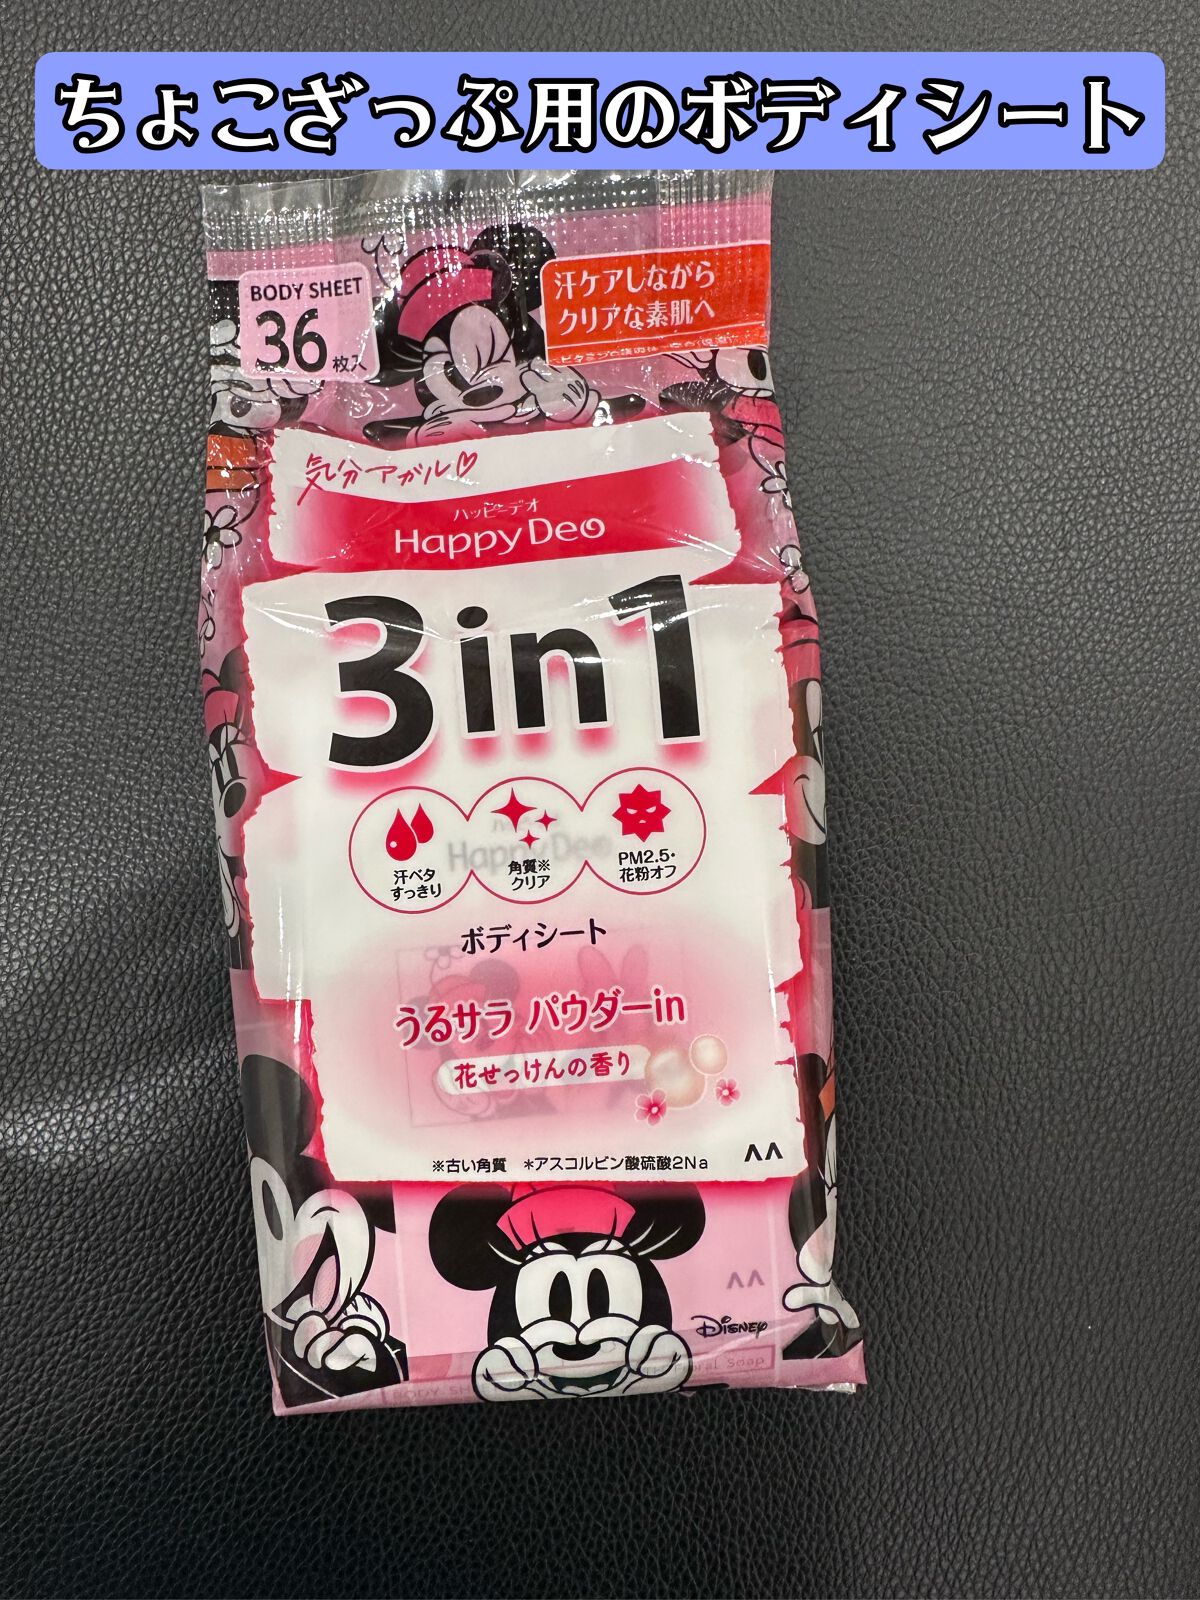 ちょこざっぷ用のボディシート
BODY SHEET
36枚入
汗ケアしながら
クリアな素肌へ
気分アガル♡
ハッピーデオ
Happy Deo
3in1
汗ベタ
すっきり
角質※
クリア
PM2.5・
花粉オフ
ボディシート
うるサラ パウダーin
花せっけんの香り
※古い角質 *アスコルビン酸硫酸2Na
Disney
Floral Soap